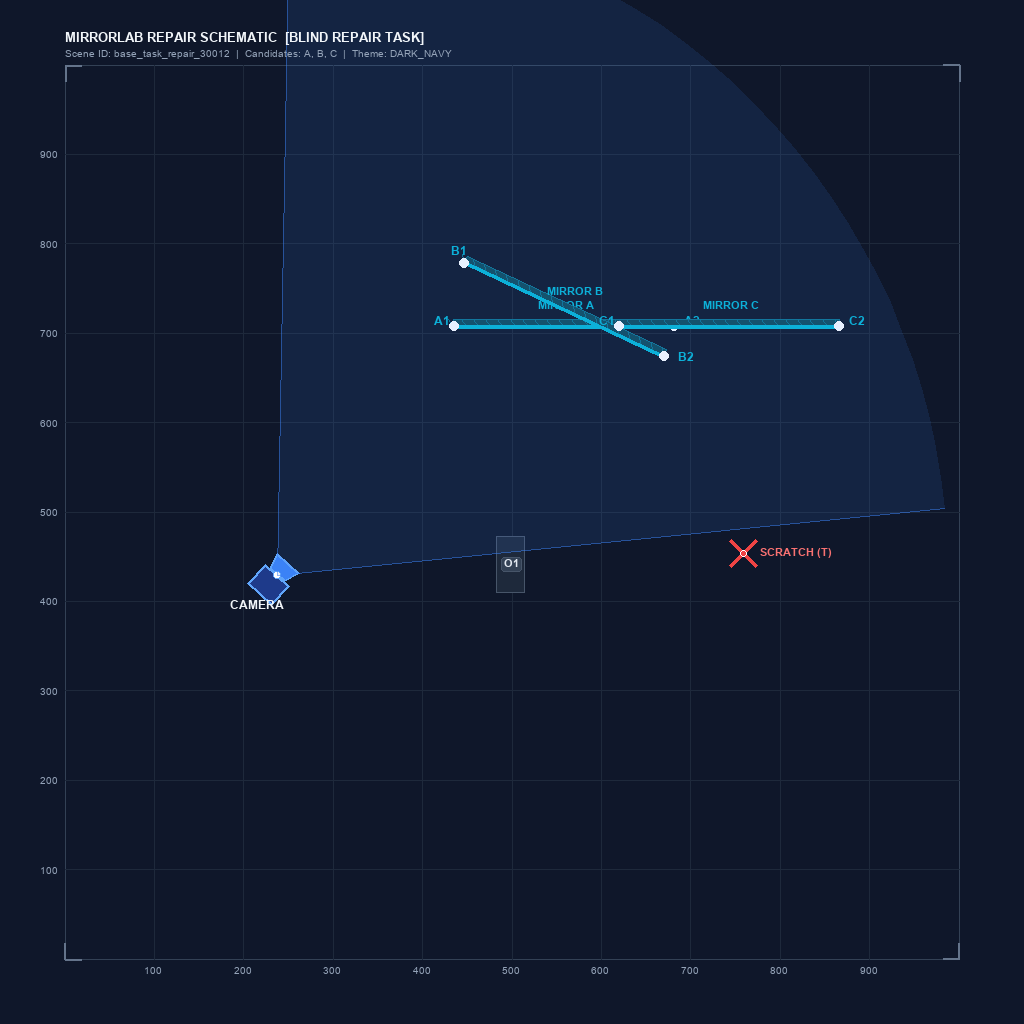 MIRRORLAB REPAIR SCHEMATIC [BLIND REPAIR TASK]
Scene ID: base_task_repair_30012 | Candidates: A, B, C | Theme: DARK_NAVY
900
800
700
600
500
400
300
200
100
B1
MIRROR B
MIRROR A
MIRROR C
A1
C1
C2
B2
SCRATCH (T)
O1
CAMERA
100
200
300
400
500
600
700
800
900